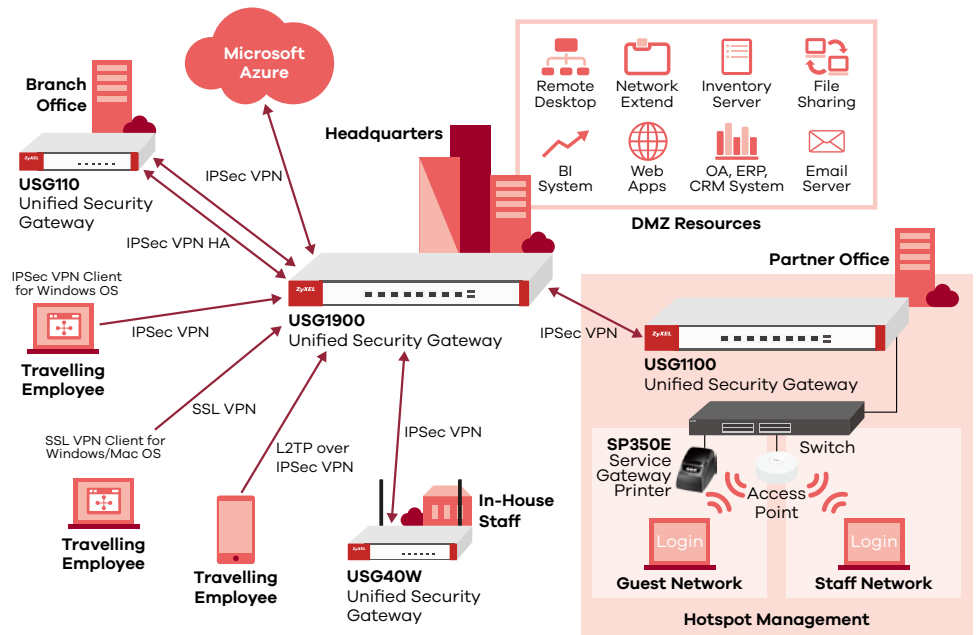 Microsoft
Azure
Branch
Office
ZyXEL
USG110
Unified Security
Gateway
IPSec VPN
IPSec VPN HA
Headquarters
Remote
Desktop
Network
Extend
Inventory
Server
File
Sharing
BI
System
Web
Apps
OA, ERP,
CRM System
Email
Server
DMZ Resources
IPSec VPN Client
for Windows OS
IPSec VPN
Travelling
Employee
ZyXEL
USG1900
Unified Security Gateway
IPSec VPN
Partner Office
ZyXEL
USG1100
Unified Security Gateway
SSL VPN
SSL VPN Client for
Windows/Mac OS
Travelling
Employee
L2TP over
IPSec VPN
Travelling
Employee
IPSec VPN
In-House
Staff
ZyXEL
USG40W
Unified Security
Gateway
Switch
SP350E
Service
Gateway
Printer
Access
Point
Login
Guest Network
Login
Staff Network
Hotspot Management